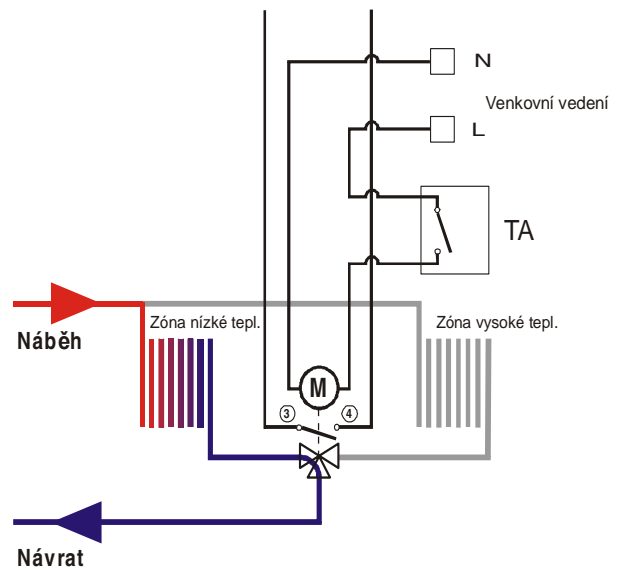 N
Venkovní vedení
L
TA
Zóna nízké tepl.
Zóna vysoké tepl.
Náběh
M
3
4
Návrat